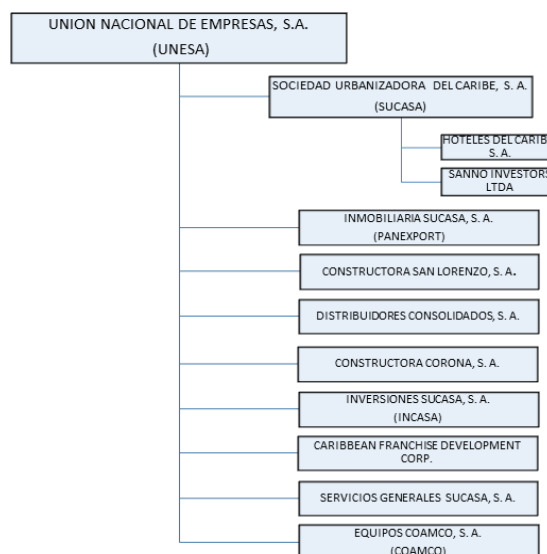 UNION NACIONAL DE EMPRESAS, S.A.
(UNESA)
SOCIEDAD URBANIZADORA DEL CARIBE, S. A.
(SUCASA)
HOTELES DEL CARIB
S. A.
SANNO INVESTORS
LTDA
INMOBILIARIA SUCASA, S. A.
(PANEXPORT)
CONSTRUCTORA SAN LORENZO, S. A.
DISTRIBUIDORES CONSOLIDADOS, S. A.
CONSTRUCTORA CORONA, S. A.
INVERSIONES SUCASA, S. A.
(INCASA)
CARIBBEAN FRANCHISE DEVELOPMENT
CORP.
SERVICIOS GENERALES SUCASA, S. A.
EQUIPOS COAMCO, S. A.
(COAMCO)